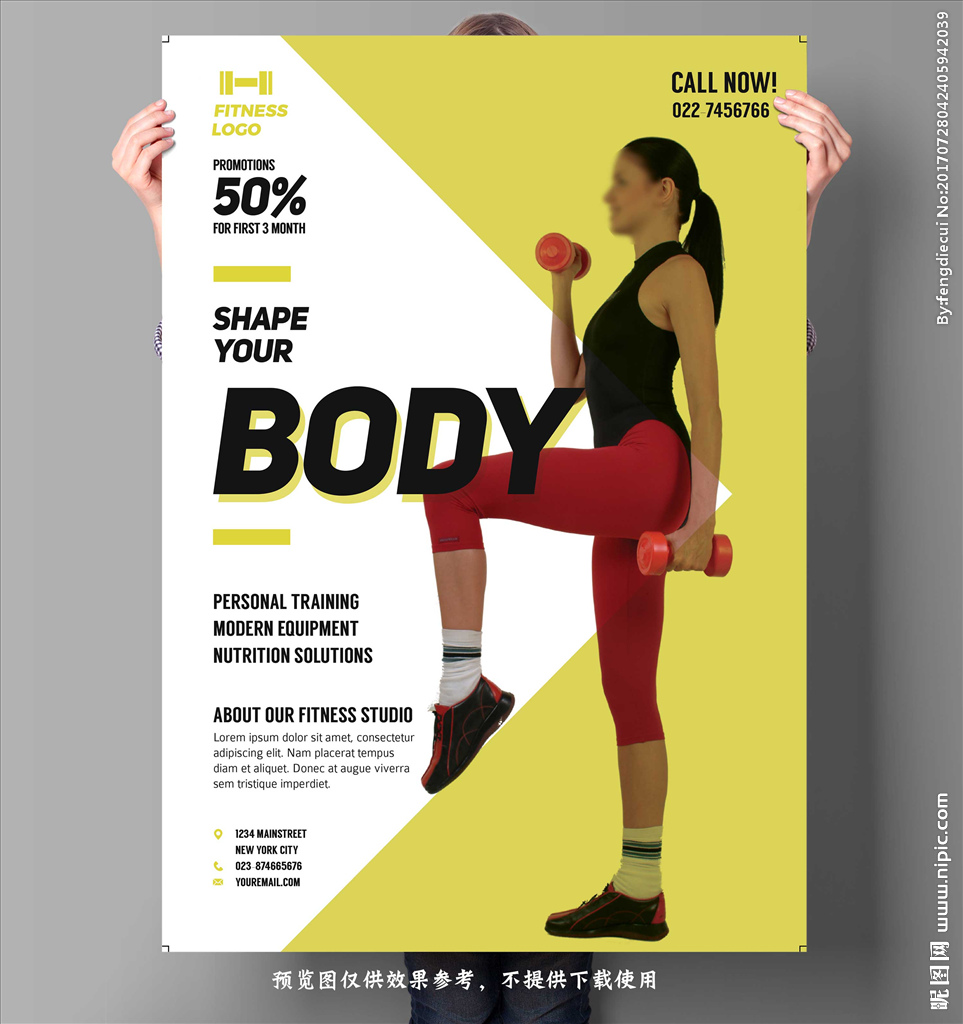 FITNESS
LOGO
CALL NOW!
022-7456766
PROMOTIONS
50%
FOR FIRST 3 MONTH
SHAPE
YOUR
BODY
PERSONAL TRAINING
MODERN EQUIPMENT
NUTRITION SOLUTIONS
ABOUT OUR FITNESS STUDIO
Lorem ipsum dolor sit amet, consectetur
adipiscing elit. Nam placerat tempus
diam et aliquet. Donec at augue viverra
sem tristique imperdiet.
1234 MAINSTREET
NEW YORK CITY
023-874665676
YOUREMAIL.COM
预览图仅供效果参考，不提供下载使用
By:fengdiecui No:20170728042405942039
昵图网 www.nipic.com